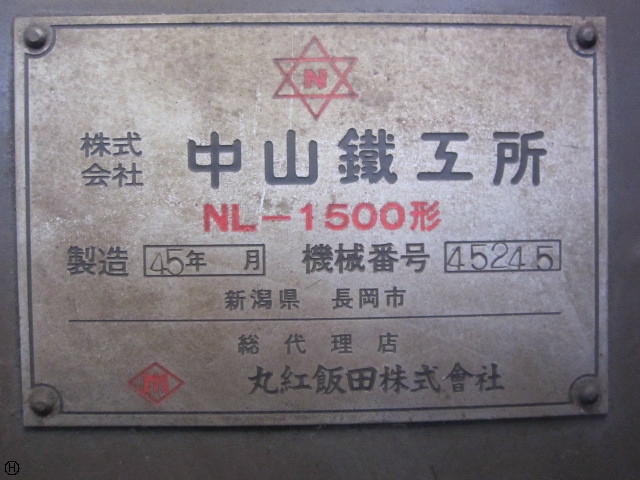 N
株式会社 中山鐵工所
NL-1500形
製造 45年 月 機械番号 45245
新潟県 長岡市
総代理店
丸紅飯田株式會社
H